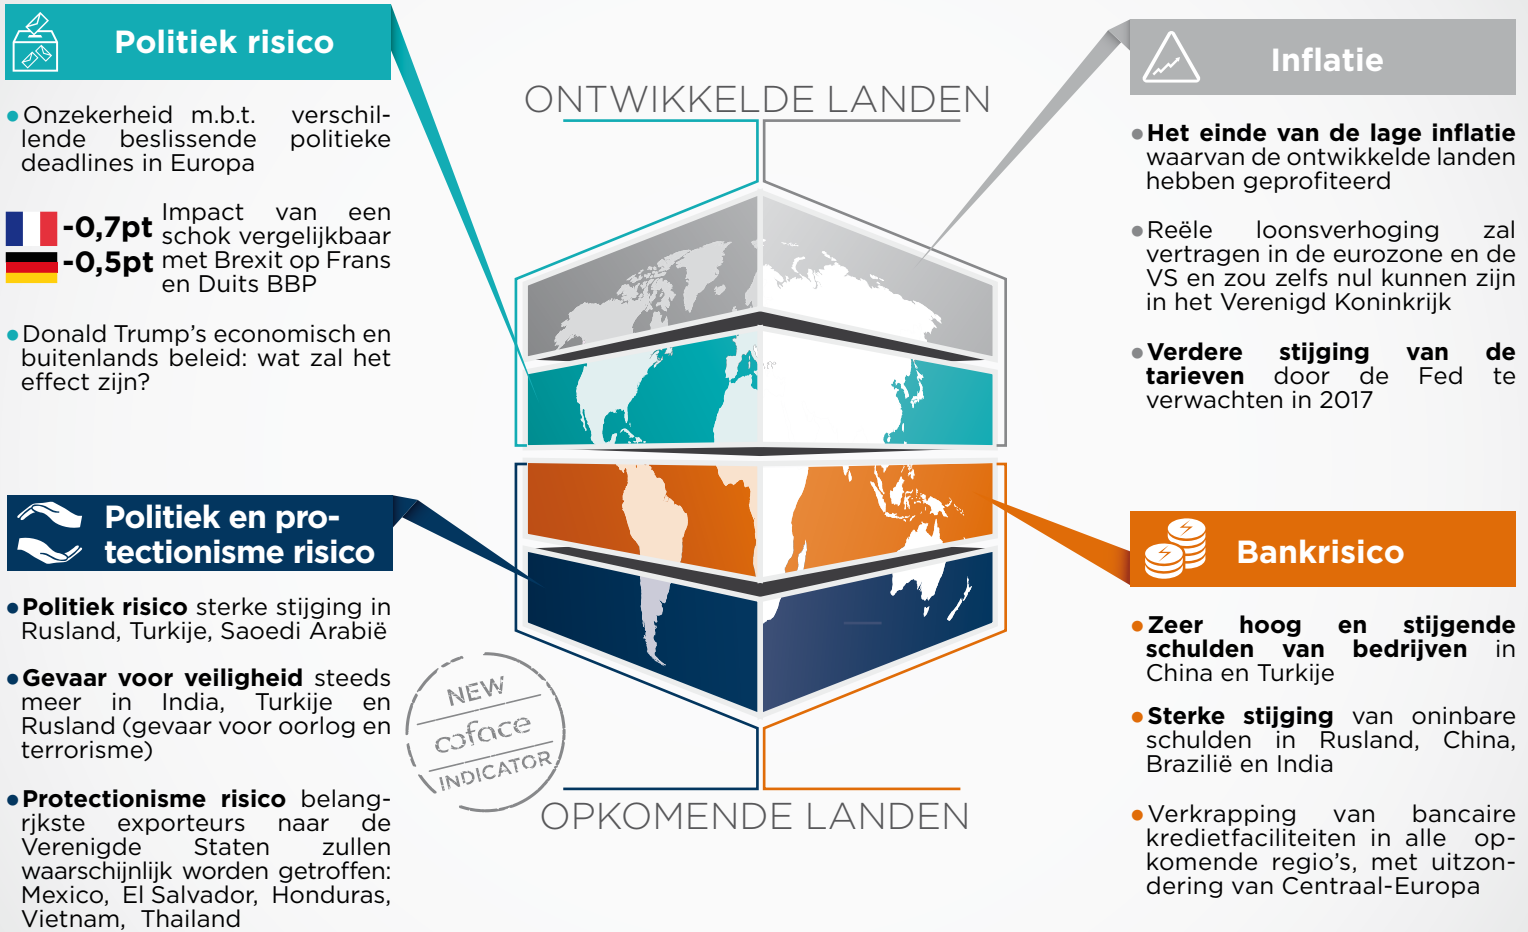 Politiek risico
Onzekerheid m.b.t. verschil-
lende beslissende politieke
deadlines in Europa
-0,7pt
-0,5pt
Impact van een
schok vergelijkbaar
met Brexit op Frans
en Duits BBP
Donald Trump's economisch en
buitenlands beleid: wat zal het
effect zijn?
ONTWIKKELDE LANDEN
Inflatie
Het einde van de lage inflatie
waarvan de ontwikkelde landen
hebben geprofiteerd
Reële loonsverhoging zal
vertragen in de eurozone en de
VS en zou zelfs nul kunnen zijn
in het Verenigd Koninkrijk
Verdere stijging van de
tarieven door de Fed te
verwachten in 2017
Politiek en pro-
tectionisme risico
Politiek risico sterke stijging in
Rusland, Turkije, Saoedi Arabië
Gevaar voor veiligheid steeds
meer in India, Turkije en
Rusland (gevaar voor oorlog en
terrorisme)
Protectionisme risico belang-
rjkste exporteurs naar de
Verenigde Staten zullen
waarschijnlijk worden getroffen:
Mexico, El Salvador, Honduras,
Vietnam, Thailand
NEW
coface
INDICATOR
OPKOMENDE LANDEN
Bankrisico
Zeer hoog en stijgende
schulden van bedrijven in
China en Turkije
Sterke stijging van oninbare
schulden in Rusland, China,
Brazilië en India
Verkrapping van bancaire
kredietfaciliteiten in alle op-
komende regio's, met uitzon-
dering van Centraal-Europa